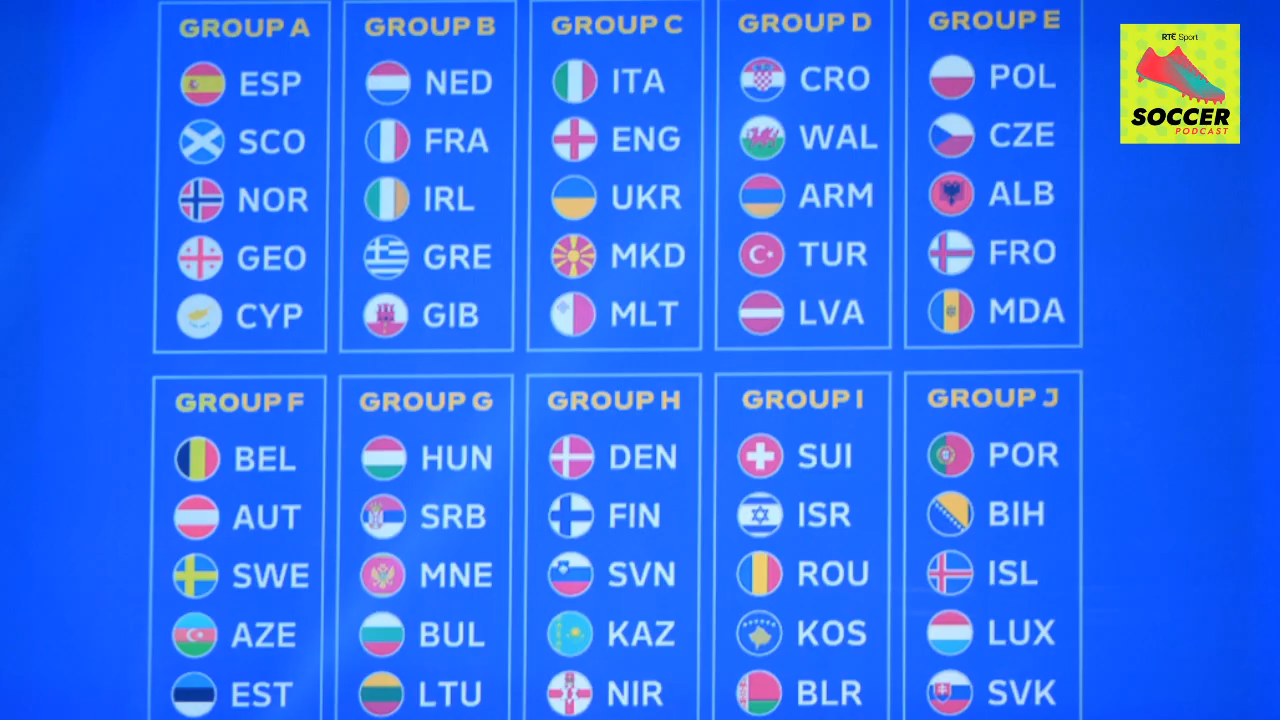 GROUP A
ESP
SCO
NOR
GEO
CYP
GROUP B
NED
FRA
IRL
GRE
GIB
GROUP C
ITA
ENG
UKR
MKD
MLT
GROUP D
CRO
WAL
ARM
TUR
LVA
GROUP E
POL
CZE
ALB
FRO
MDA
RTÉ Sport
SOCCER
PODCAST
GROUP F
BEL
AUT
SWE
AZE
EST
GROUP G
HUN
SRB
MNE
BUL
LTU
GROUP H
DEN
FIN
SVN
KAZ
NIR
GROUP I
SUI
ISR
ROU
KOS
BLR
GROUP J
POR
BIH
ISL
LUX
SVK